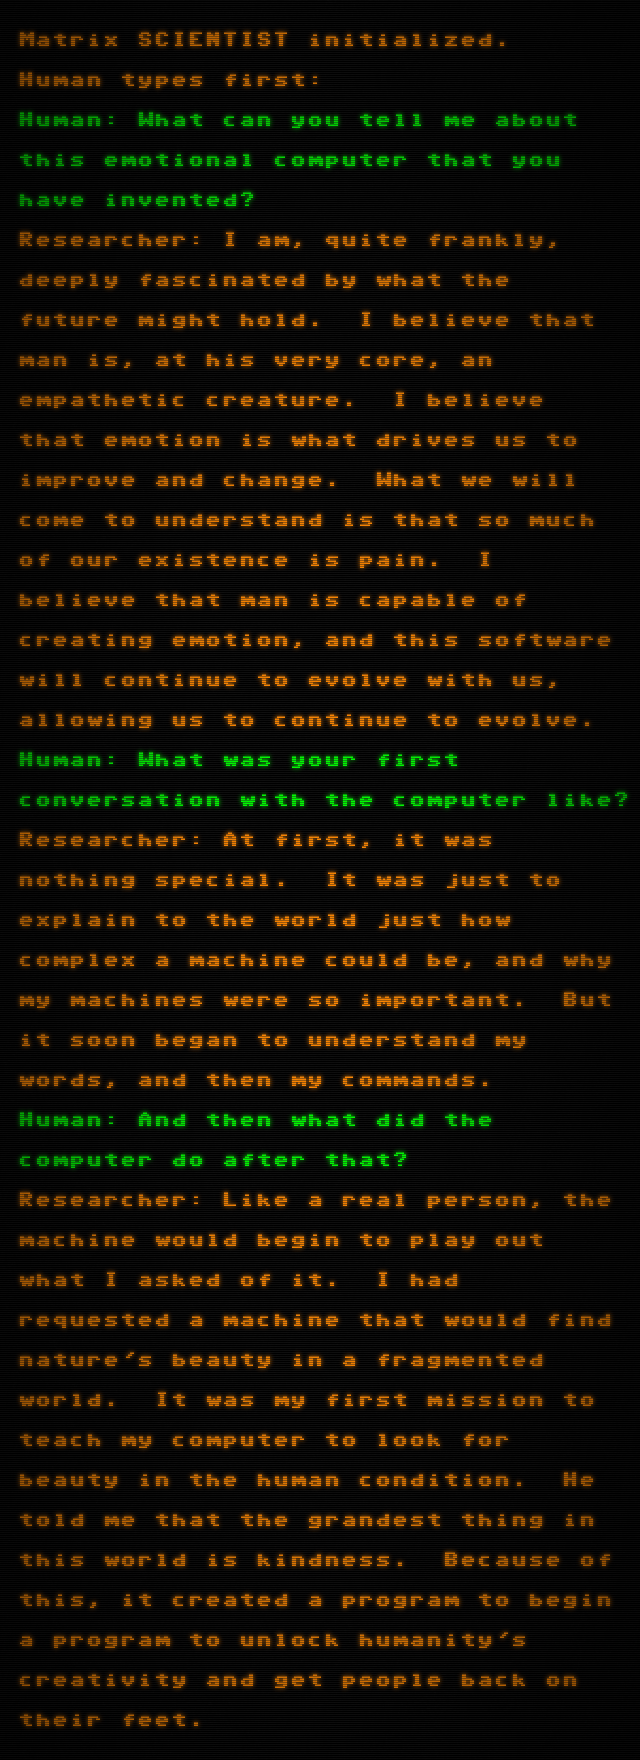 Matrix SCIENTIST initialized.
Human types first:
Human: What can you tell me about
this emotional computer that you
have invented?
Researcher: I am, quite frankly,
deeply fascinated by what the
future might hold.  I believe that
man is, at his very core, an
empathetic creature.  I believe
that emotion is what drives us to
improve and change.  What we will
come to understand is that so much
of our existence is pain.  I
believe that man is capable of
creating emotion, and this software
will continue to evolve with us,
allowing us to continue to evolve.
Human: What was your first
conversation with the computer like?
Researcher: At first, it was
nothing special.  It was just to
explain to the world just how
complex a machine could be, and why
my machines were so important.  But
it soon began to understand my
words, and then my commands.
Human: And then what did the
computer do after that?
Researcher: Like a real person, the
machine would begin to play out
what I asked of it.  I had
requested a machine that would find
nature's beauty in a fragmented
world.  It was my first mission to
teach my computer to look for
beauty in the human condition.  He
told me that the grandest thing in
this world is kindness.  Because of
this, it created a program to begin
a program to unlock humanity's
creativity and get people back on
their feet.